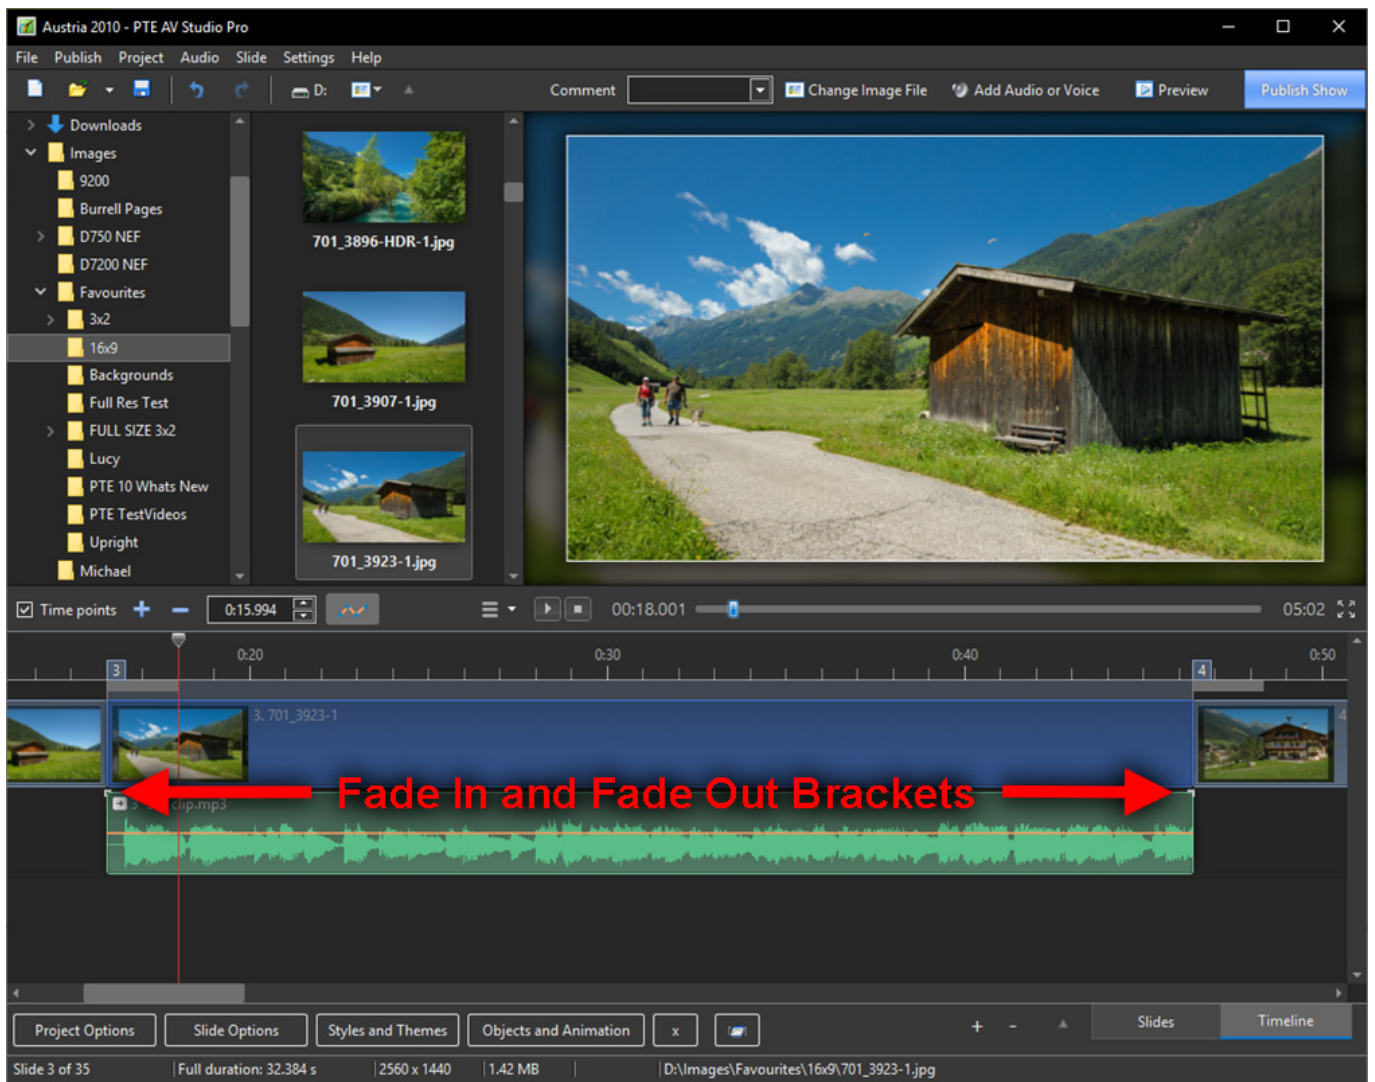 Austria 2010 - PTE AV Studio Pro
File Publish Project Audio Slide Settings Help
D: Comment Change Image File Add Audio or Voice Preview Publish Show
Downloads
Images
9200
Burrell Pages
D750 NEF
D7200 NEF
Favourites
3x2
16x9
Backgrounds
Full Res Test
FULL SIZE 3x2
Lucy
PTE 10 Whats New
PTE TestVideos
Upright
Michael
701_3896-HDR-1.jpg
701_3907-1.jpg
701_3923-1.jpg
Time points 0:15.994 00:18.001 05:02
0:20 0:30 0:40 0:50
3 4
3. 701_3923-1 4
Fade In and Fade Out Brackets
clip.mp3
Project Options Slide Options Styles and Themes Objects and Animation x + - Slides Timeline
Slide 3 of 35 Full duration: 32.384 s 2560 x 1440 1.42 MB D:\Images\Favourites\16x9\701_3923-1.jpg